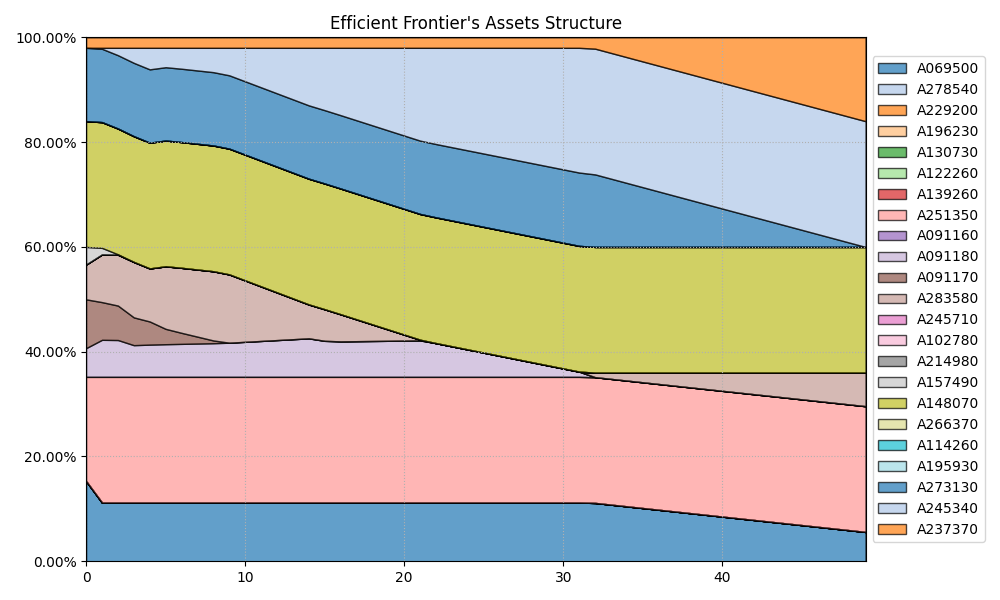 Efficient Frontier's Assets Structure
100.00%
80.00%
60.00%
40.00%
20.00%
0.00%
0
10
20
30
40
A069500
A278540
A229200
A196230
A130730
A122260
A139260
A251350
A091160
A091180
A091170
A283580
A245710
A102780
A214980
A157490
A148070
A266370
A114260
A195930
A273130
A245340
A237370